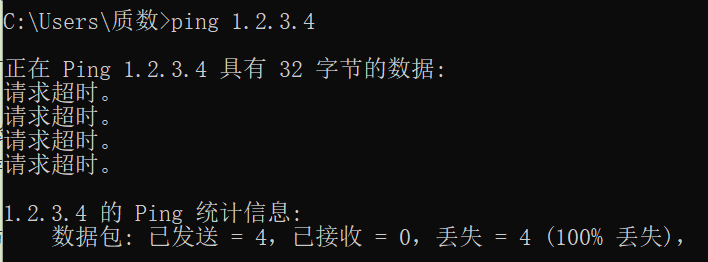 C:\Users\质数>ping 1.2.3.4
正在 Ping 1.2.3.4 具有 32 字节的数据:
请求超时。
请求超时。
请求超时。
请求超时。
1.2.3.4 的 Ping 统计信息:
数据包: 已发送 = 4，已接收 = 0，丢失 = 4 (100% 丢失)，